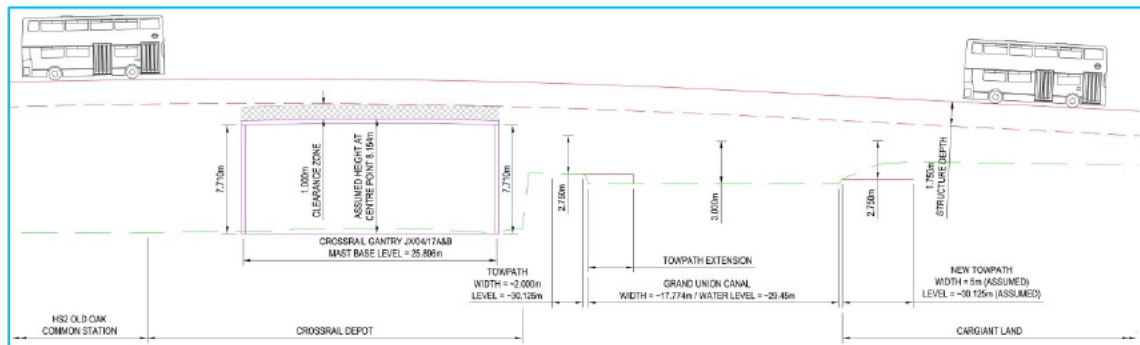 7.710m
1.000m
CLEARANCE ZONE
ASSUMED HEIGHT AT
CENTRE POINT 8.154m
7.710m
2.750m
3.000m
2.750m
1.750m
STRUCTURE DEPTH
CROSSRAIL GANTRY JX/04/17A&B
MAST BASE LEVEL = 25.896m
TOWPATH
WIDTH = ~2.000m
LEVEL = ~30.125m
TOWPATH EXTENSION
GRAND UNION CANAL
WIDTH = ~17.774m / WATER LEVEL = ~29.45m
NEW TOWPATH
WIDTH = 5m (ASSUMED)
LEVEL = ~30.125m (ASSUMED)
HS2 OLD OAK
COMMON STATION
CROSSRAIL DEPOT
CARGIANT LAND